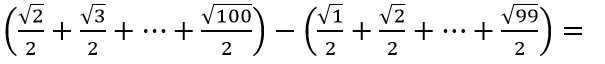 (√2/2 + √3/2 + ⋯ + √100/2) − (√1/2 + √2/2 + ⋯ + √99/2) =